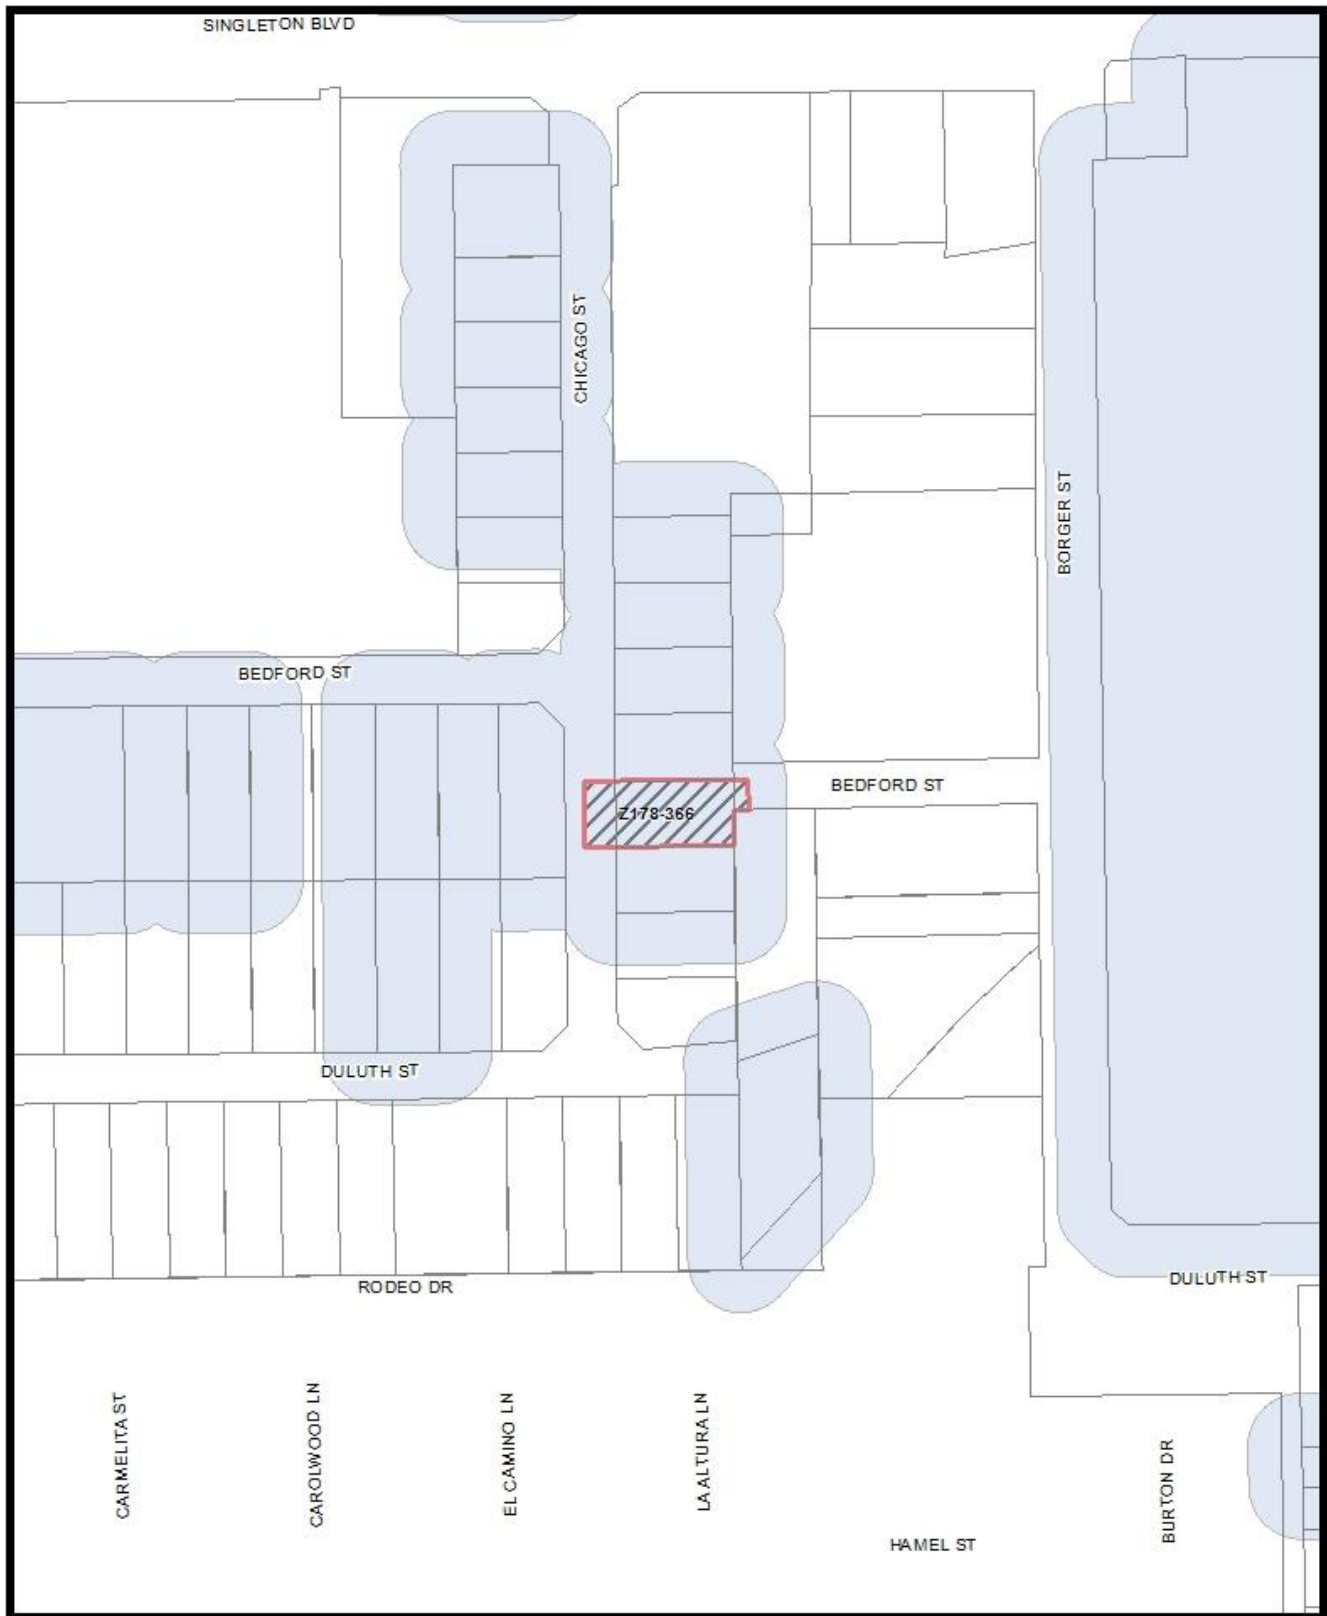 SINGLETON BLVD
CHICAGO ST
BORGER ST
BEDFORD ST
BEDFORD ST
Z178-366
DULUTH ST
DULUTH ST
RODEO DR
CARMELITA ST
CAROLWOOD LN
EL CAMINO LN
LA ALTURA LN
BURTON DR
HAMEL ST